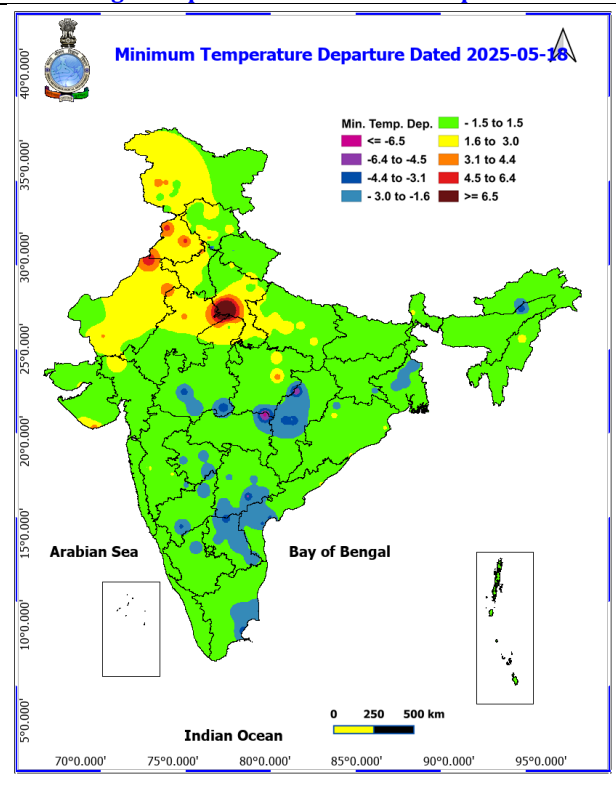 Minimum Temperature Departure Dated 2025-05-18
Min. Temp. Dep.
<= -6.5
-6.4 to -4.5
-4.4 to -3.1
- 3.0 to -1.6
- 1.5 to 1.5
1.6 to 3.0
3.1 to 4.4
4.5 to 6.4
>= 6.5
40°0.000'
35°0.000'
30°0.000'
25°0.000'
20°0.000'
15°0.000'
10°0.000'
5°0.000'
Arabian Sea
Bay of Bengal
Indian Ocean
0 250 500 km
70°0.000' 75°0.000' 80°0.000' 85°0.000' 90°0.000' 95°0.000'